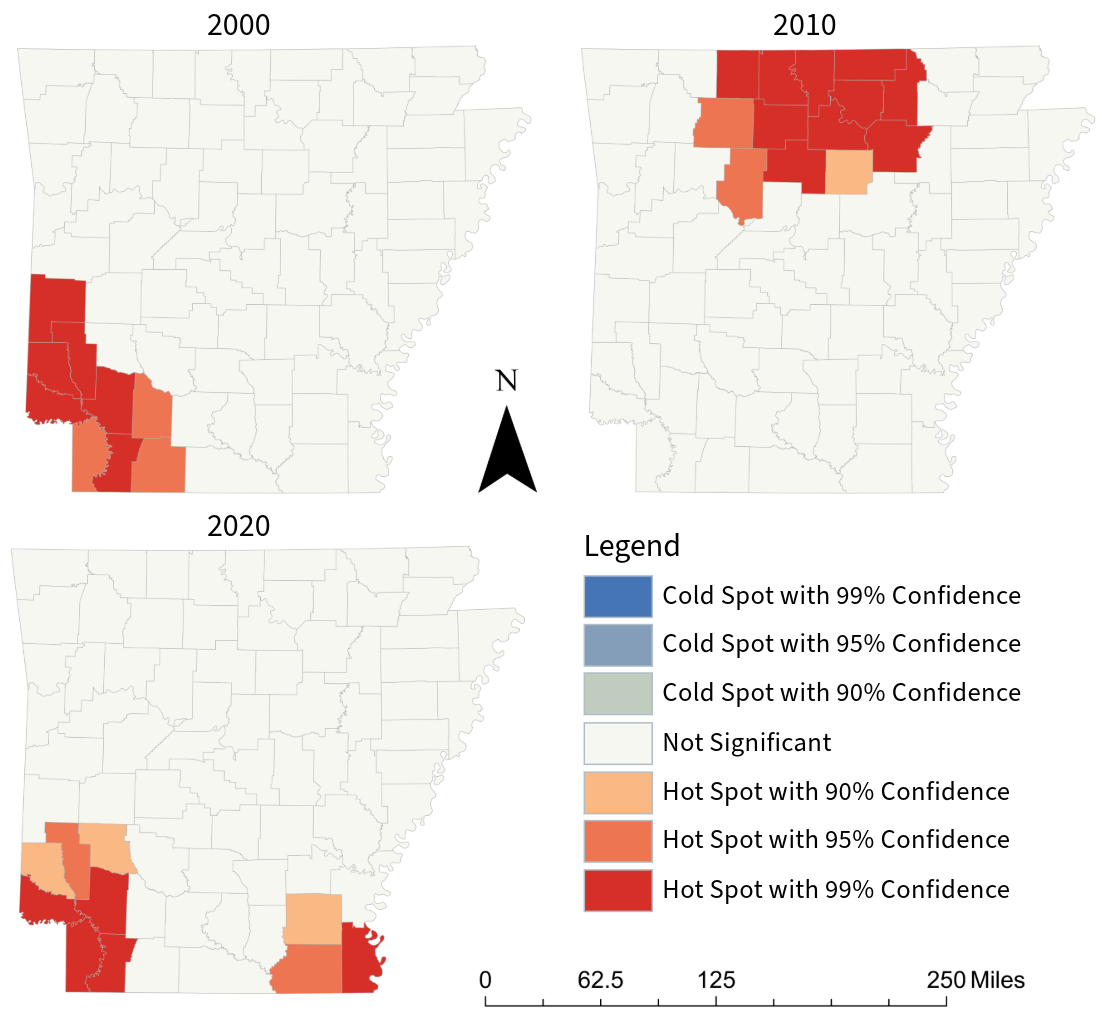 2000
2010
N
2020
Legend
Cold Spot with 99% Confidence
Cold Spot with 95% Confidence
Cold Spot with 90% Confidence
Not Significant
Hot Spot with 90% Confidence
Hot Spot with 95% Confidence
Hot Spot with 99% Confidence
0 62.5 125 250 Miles